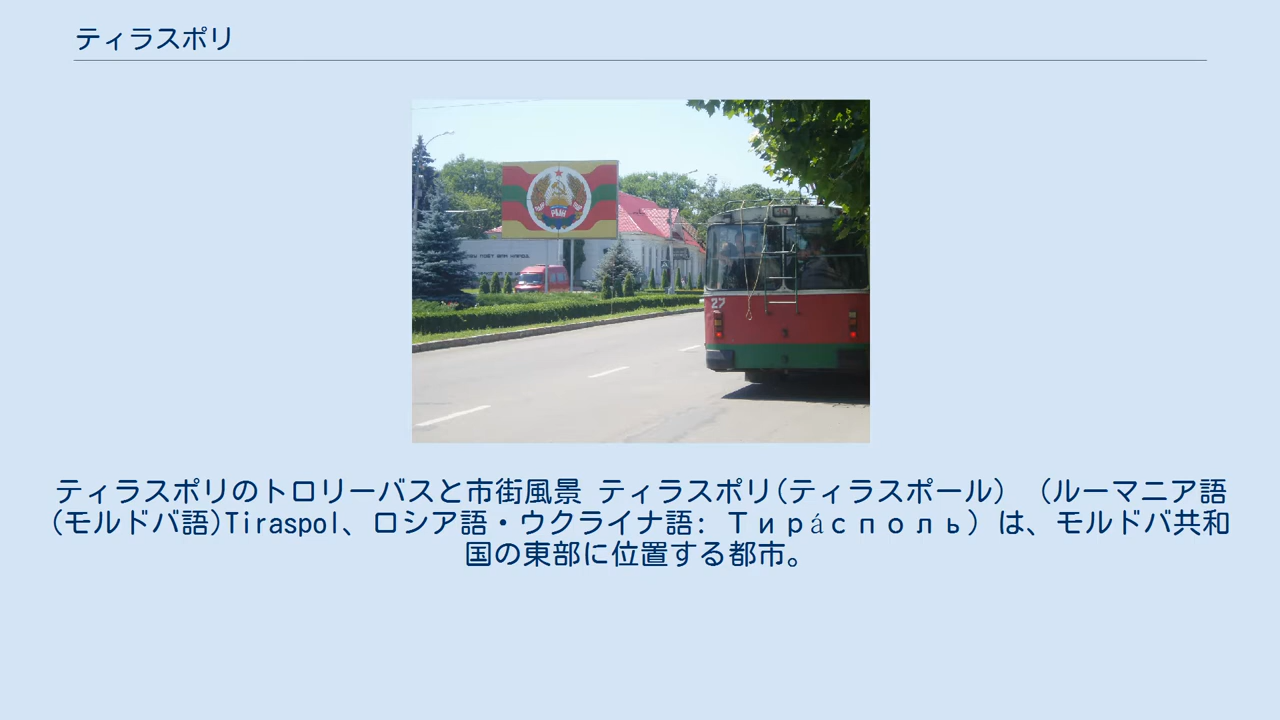 ティラスポリ
27
ティラスポリのトロリーバスと市街風景 ティラスポリ(ティラスポール) (ルーマニア語
(モルドバ語)Tiraspol、ロシア語・ウクライナ語: Тирáсполь)は、モルドバ共和
国の東部に位置する都市。